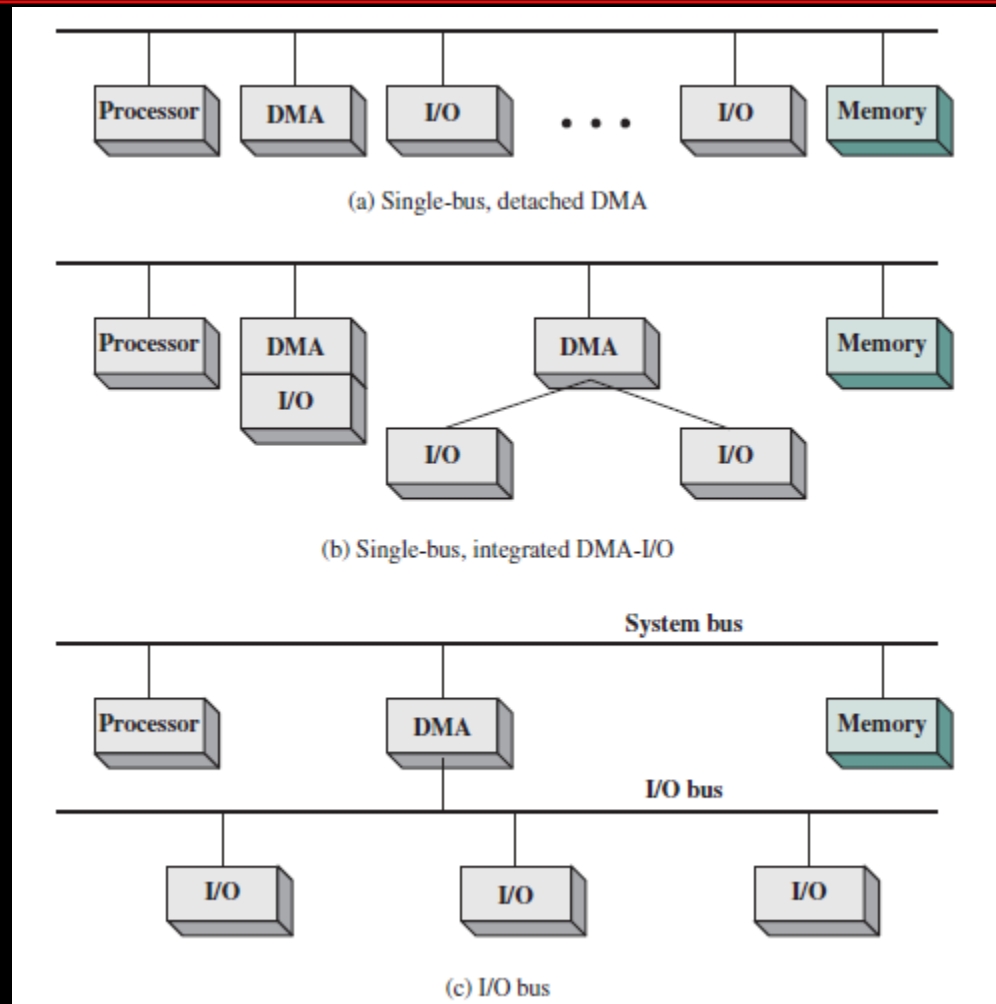 Processor DMA I/O • • • I/O Memory
(a) Single-bus, detached DMA
Processor DMA DMA Memory
I/O
I/O I/O
(b) Single-bus, integrated DMA-I/O
System bus
Processor DMA Memory
I/O bus
I/O I/O I/O
(c) I/O bus